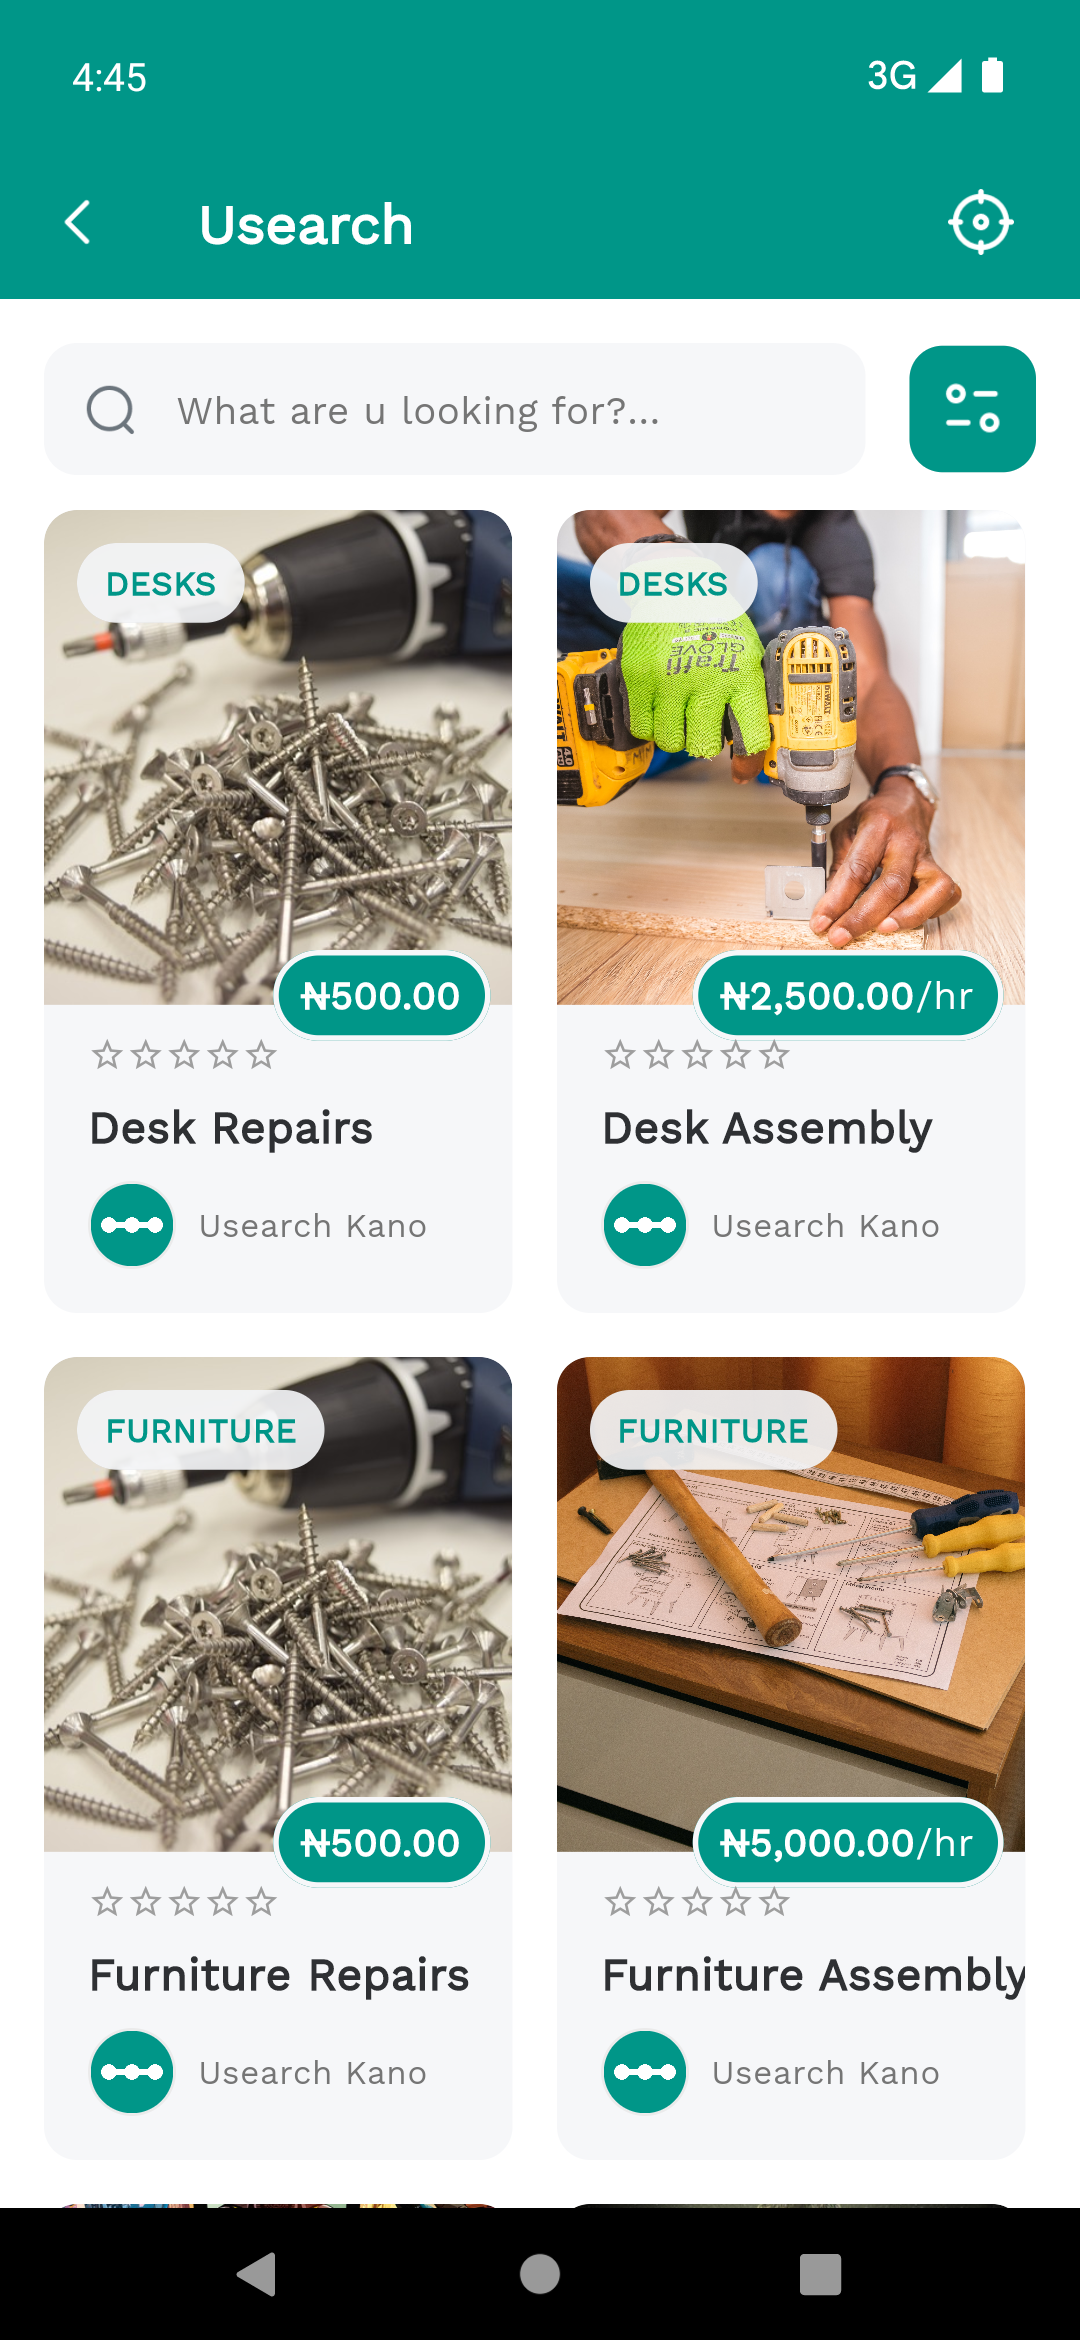 4:45
3G
Usearch
What are u looking for?...
DESKS
₦500.00
Desk Repairs
Usearch Kano
DESKS
Traffi
GLOVE
DEWALT
₦2,500.00/hr
Desk Assembly
Usearch Kano
FURNITURE
₦500.00
Furniture Repairs
Usearch Kano
FURNITURE
₦5,000.00/hr
Furniture Assembly
Usearch Kano